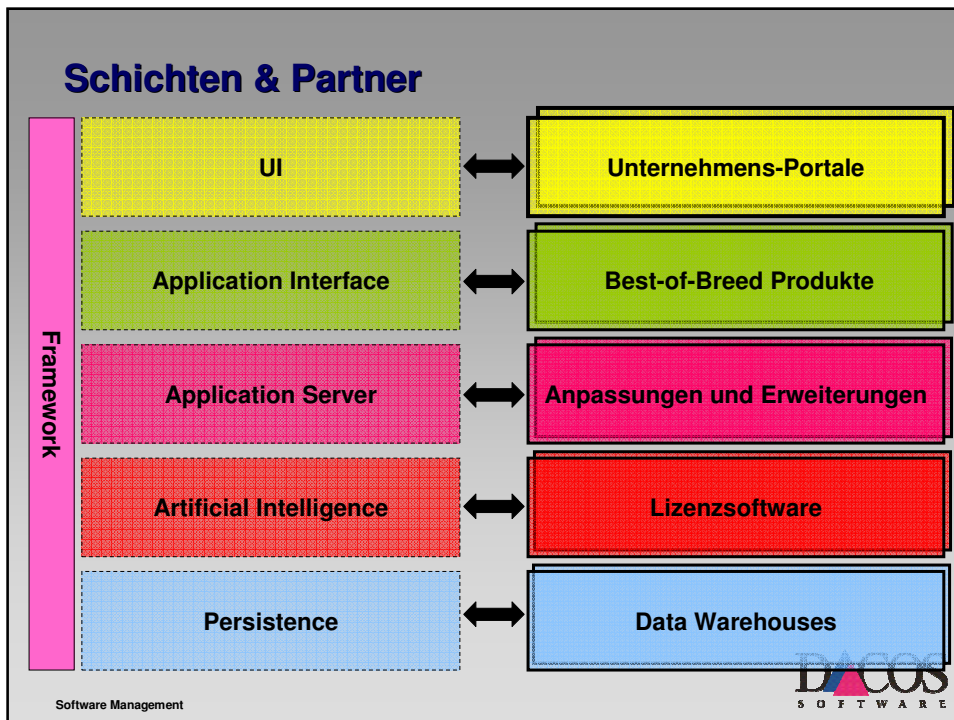 Schichten & Partner
Framework
UI
Unternehmens-Portale
Application Interface
Best-of-Breed Produkte
Application Server
Anpassungen und Erweiterungen
Artificial Intelligence
Lizenzsoftware
Persistence
Data Warehouses
DACOS
SOFTWARE
Software Management